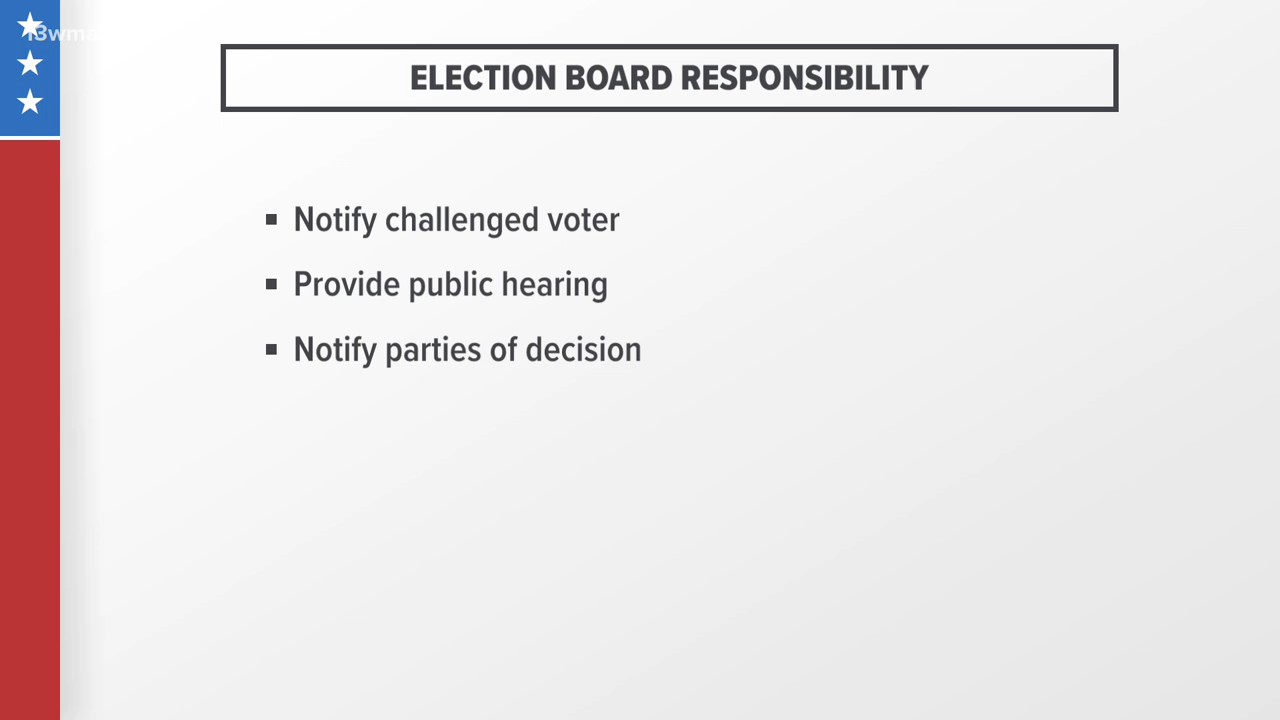 ELECTION BOARD RESPONSIBILITY
Notify challenged voter
Provide public hearing
Notify parties of decision